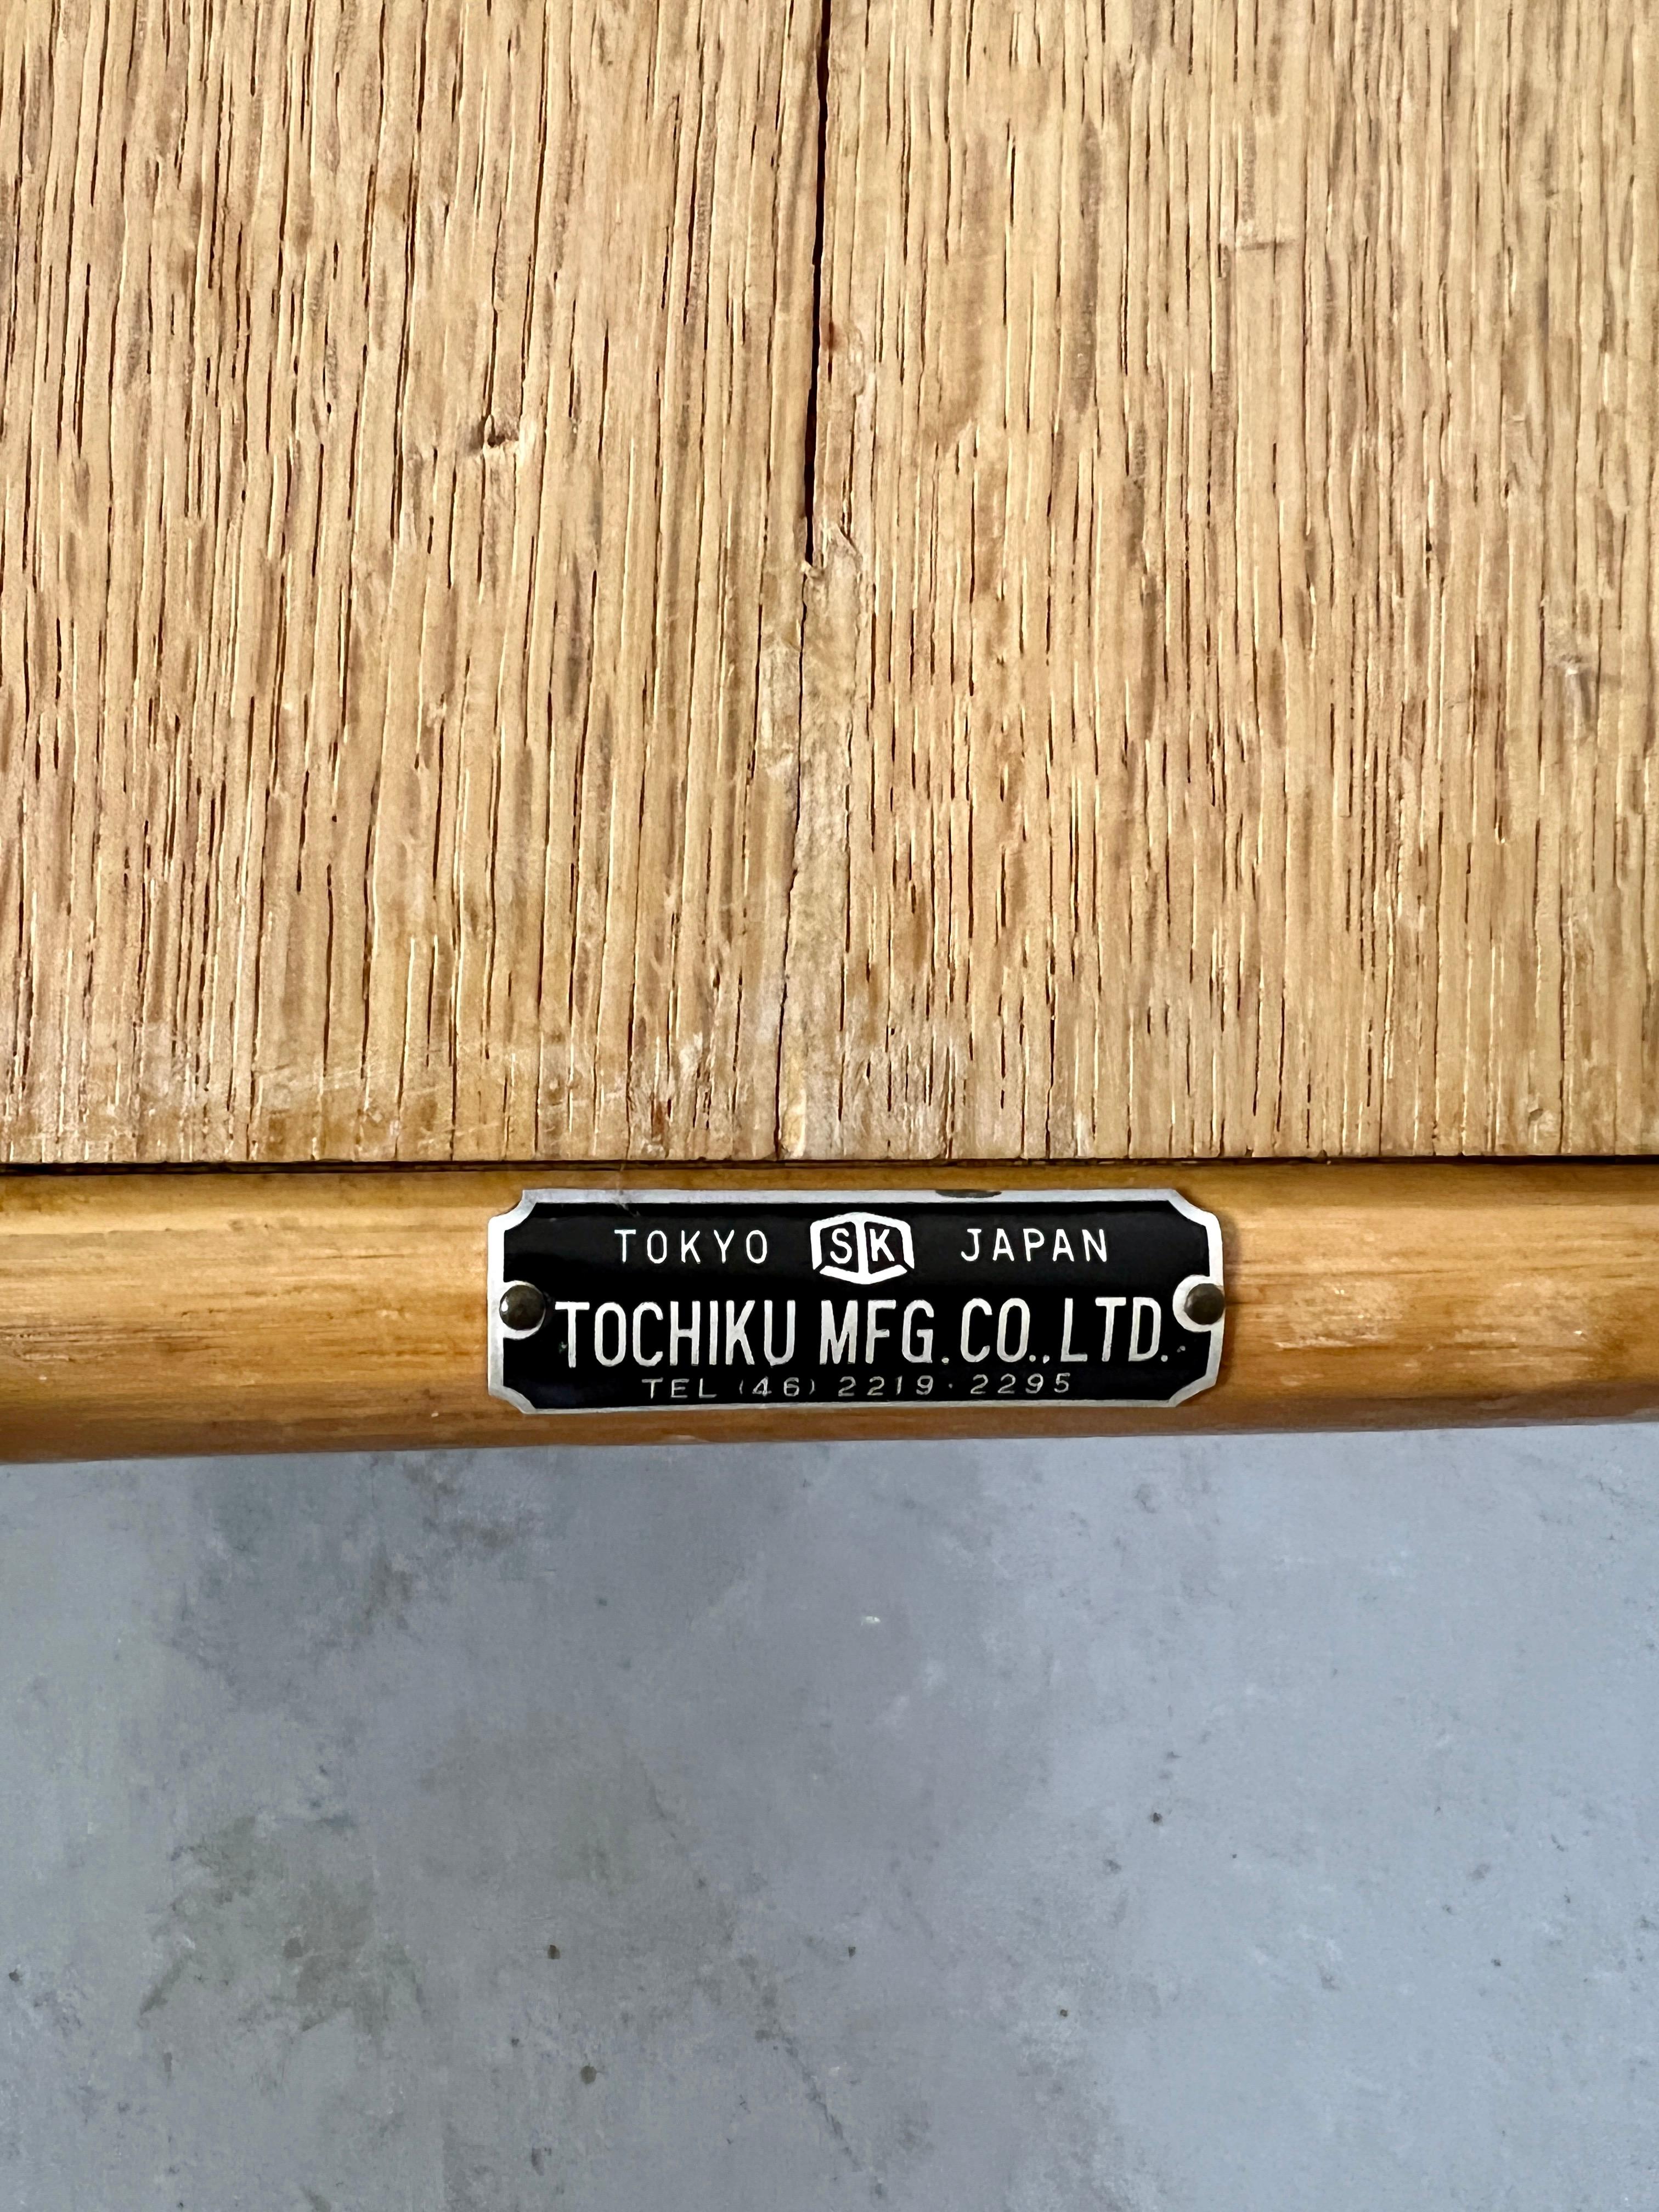 TOKYO SK JAPAN
TOCHIKU MFG. CO., LTD.
TEL (46) 2219 · 2295